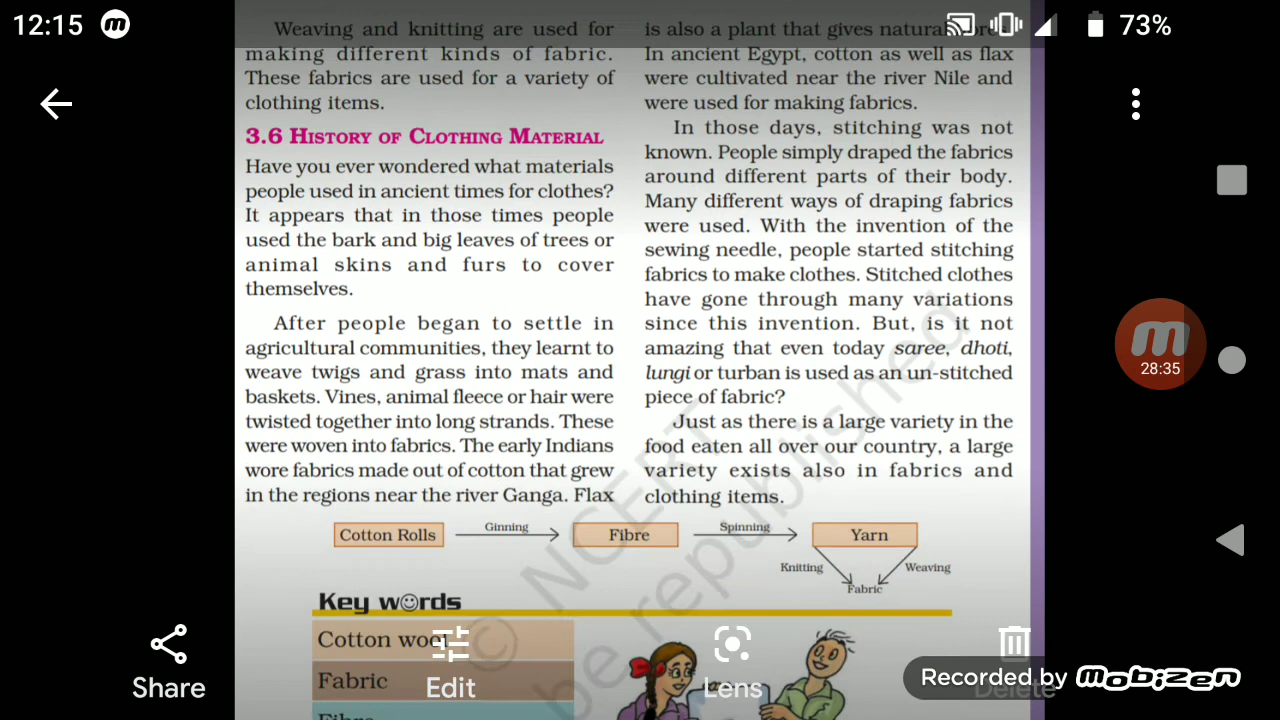 12:15
73%
Weaving and knitting are used for
making different kinds of fabric.
These fabrics are used for a variety of
clothing items.
3.6 HISTORY OF CLOTHING MATERIAL
Have you ever wondered what materials
people used in ancient times for clothes?
It appears that in those times people
used the bark and big leaves of trees or
animal skins and furs to cover
themselves.
After people began to settle in
agricultural communities, they learnt to
weave twigs and grass into mats and
baskets. Vines, animal fleece or hair were
twisted together into long strands. These
were woven into fabrics. The early Indians
wore fabrics made out of cotton that grew
in the regions near the river Ganga. Flax
is also a plant that gives natural
In ancient Egypt, cotton as well as flax
were cultivated near the river Nile and
were used for making fabrics.
In those days, stitching was not
known. People simply draped the fabrics
around different parts of their body.
Many different ways of draping fabrics
were used. With the invention of the
sewing needle, people started stitching
fabrics to make clothes. Stitched clothes
have gone through many variations
since this invention. But, is it not
amazing that even today saree, dhoti,
lungi or turban is used as an un-stitched
piece of fabric?
Just as there is a large variety in the
food eaten all over our country, a large
variety exists also in fabrics and
clothing items.
Cotton Rolls
Ginning
Fibre
Spinning
Yarn
Knitting
Weaving
Fabric
Key words
Cotton wool
Fabric
Fibre
© NCERT
be republished
28:35
Share
Edit
Lens
Delete
Recorded by mobizen